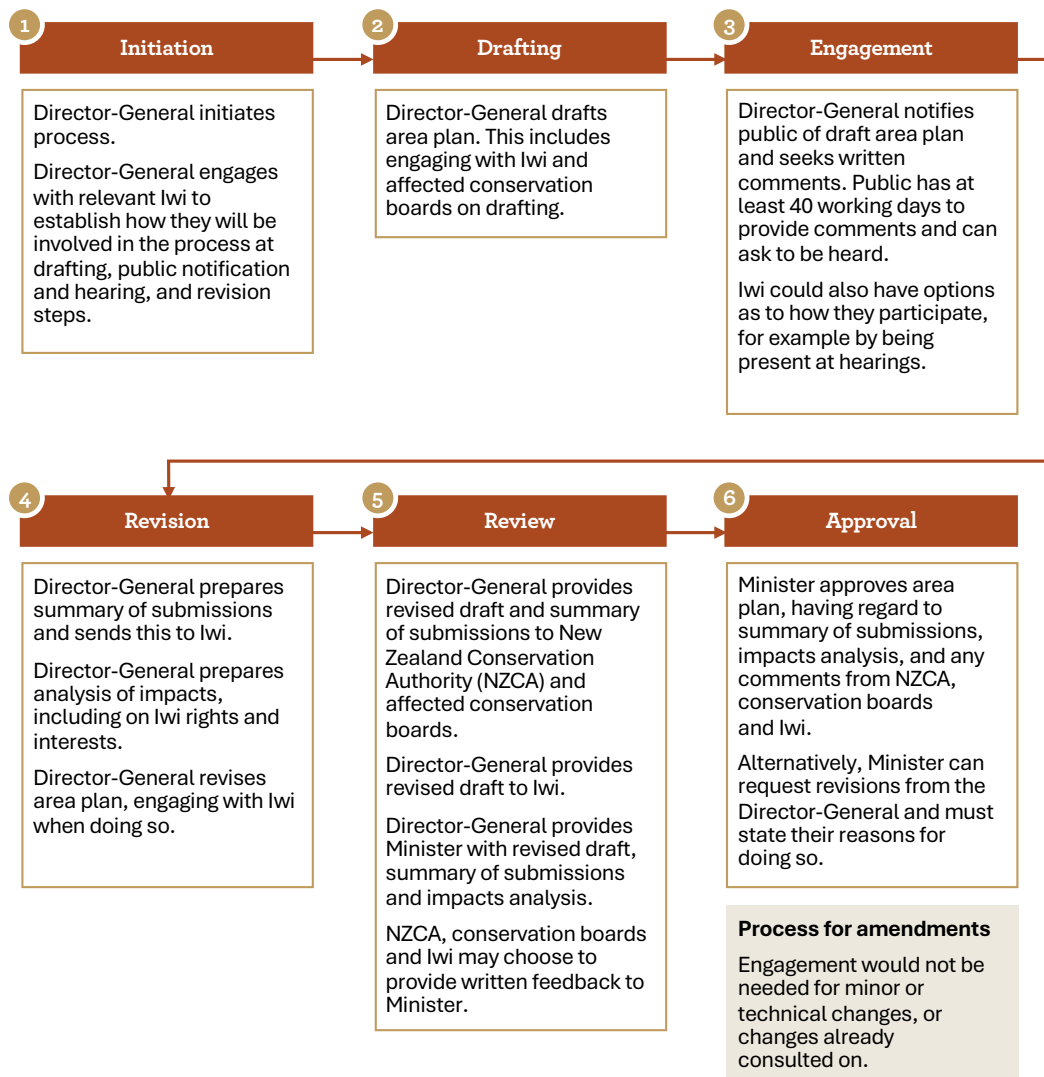 1
Initiation
Director-General initiates
process.
Director-General engages
with relevant Iwi to
establish how they will be
involved in the process at
drafting, public notification
and hearing, and revision
steps.
2
Drafting
Director-General drafts
area plan. This includes
engaging with Iwi and
affected conservation
boards on drafting.
3
Engagement
Director-General notifies
public of draft area plan
and seeks written
comments. Public has at
least 40 working days to
provide comments and can
ask to be heard.
Iwi could also have options
as to how they participate,
for example by being
present at hearings.
4
Revision
Director-General prepares
summary of submissions
and sends this to Iwi.
Director-General prepares
analysis of impacts,
including on Iwi rights and
interests.
Director-General revises
area plan, engaging with Iwi
when doing so.
5
Review
Director-General provides
revised draft and summary
of submissions to New
Zealand Conservation
Authority (NZCA) and
affected conservation
boards.
Director-General provides
revised draft to Iwi.
Director-General provides
Minister with revised draft,
summary of submissions
and impacts analysis.
NZCA, conservation boards
and Iwi may choose to
provide written feedback to
Minister.
6
Approval
Minister approves area
plan, having regard to
summary of submissions,
impacts analysis, and any
comments from NZCA,
conservation boards
and Iwi.
Alternatively, Minister can
request revisions from the
Director-General and must
state their reasons for
doing so.
Process for amendments
Engagement would not be
needed for minor or
technical changes, or
changes already
consulted on.